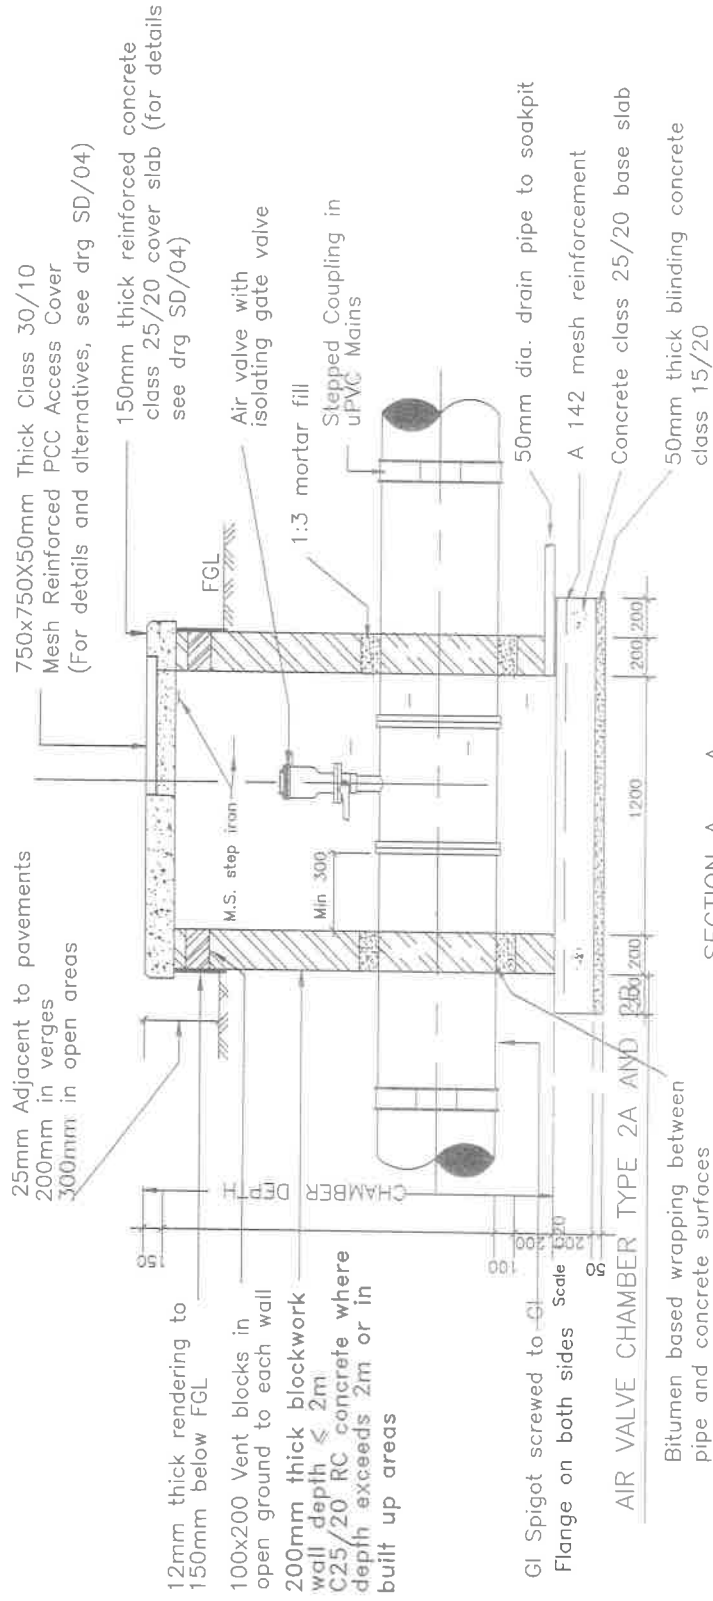 25mm Adjacent to pavements
200mm in verges
300mm in open areas
750x750X50mm Thick Class 30/10
Mesh Reinforced PCC Access Cover
(For details and alternatives, see drg SD/04)
150mm thick reinforced concrete
class 25/20 cover slab (for details
see drg SD/04)
Air valve with
isolating gate valve
1:3 mortar fill
Stepped Coupling in
uPVC Mains
50mm dia. drain pipe to soakpit
A 142 mesh reinforcement
Concrete class 25/20 base slab
50mm thick blinding concrete
class 15/20
FGL
M.S. step iron
Min 300
12mm thick rendering to
150mm below FGL
100x200 Vent blocks in
open ground to each wall
200mm thick blockwork
wall depth ⩽ 2m
C25/20 RC concrete where
depth exceeds 2m or in
built up areas
150
CHAMBER DEPTH
100
200
200
50
GI Spigot screwed to GI
Flange on both sides
Scale
200
200
1200
200
200
AIR VALVE CHAMBER TYPE 2A AND 2B
SECTION A A
Bitumen based wrapping between
pipe and concrete surfaces